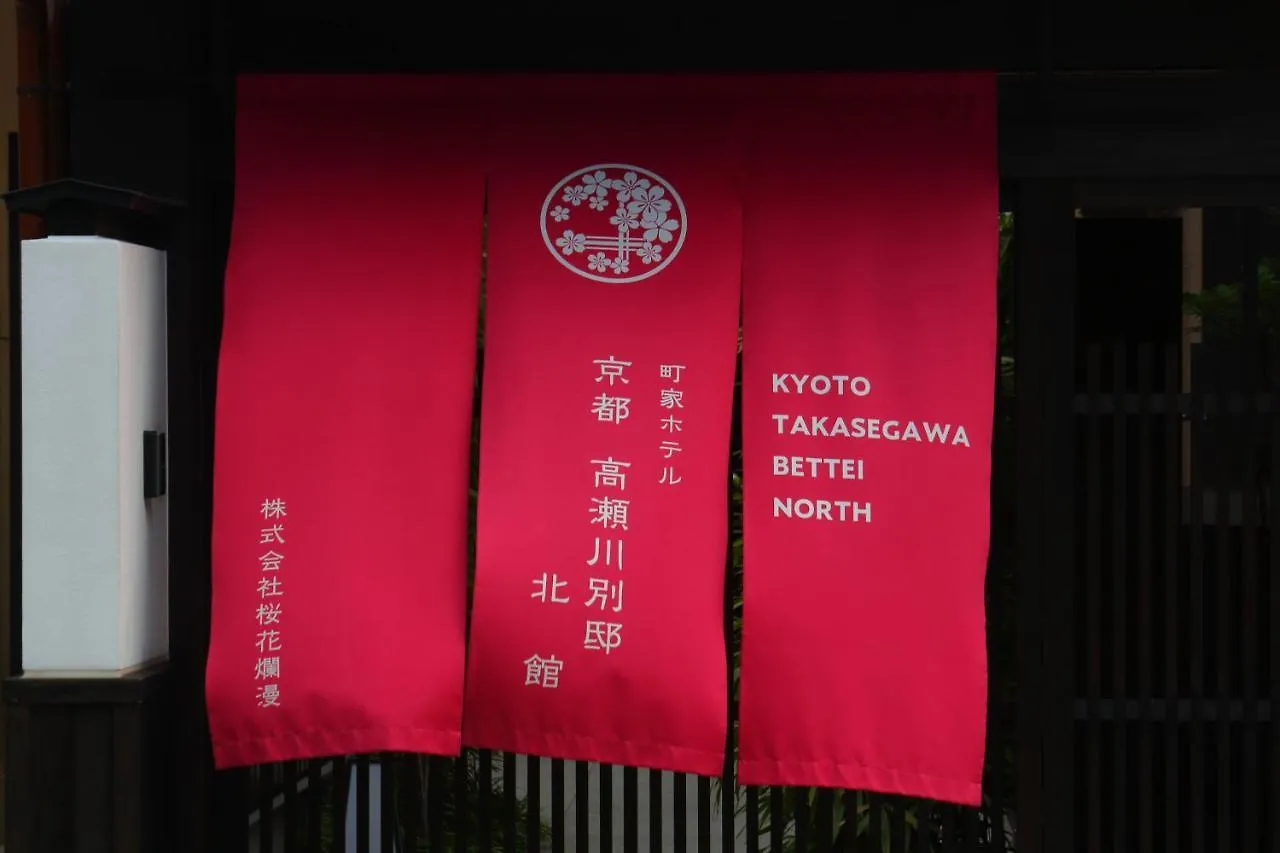 KYOTO
TAKASEGAWA
BETTEI
NORTH
町家ホテル
京都 高瀬川別邸
北館
株式会社桜花爛漫